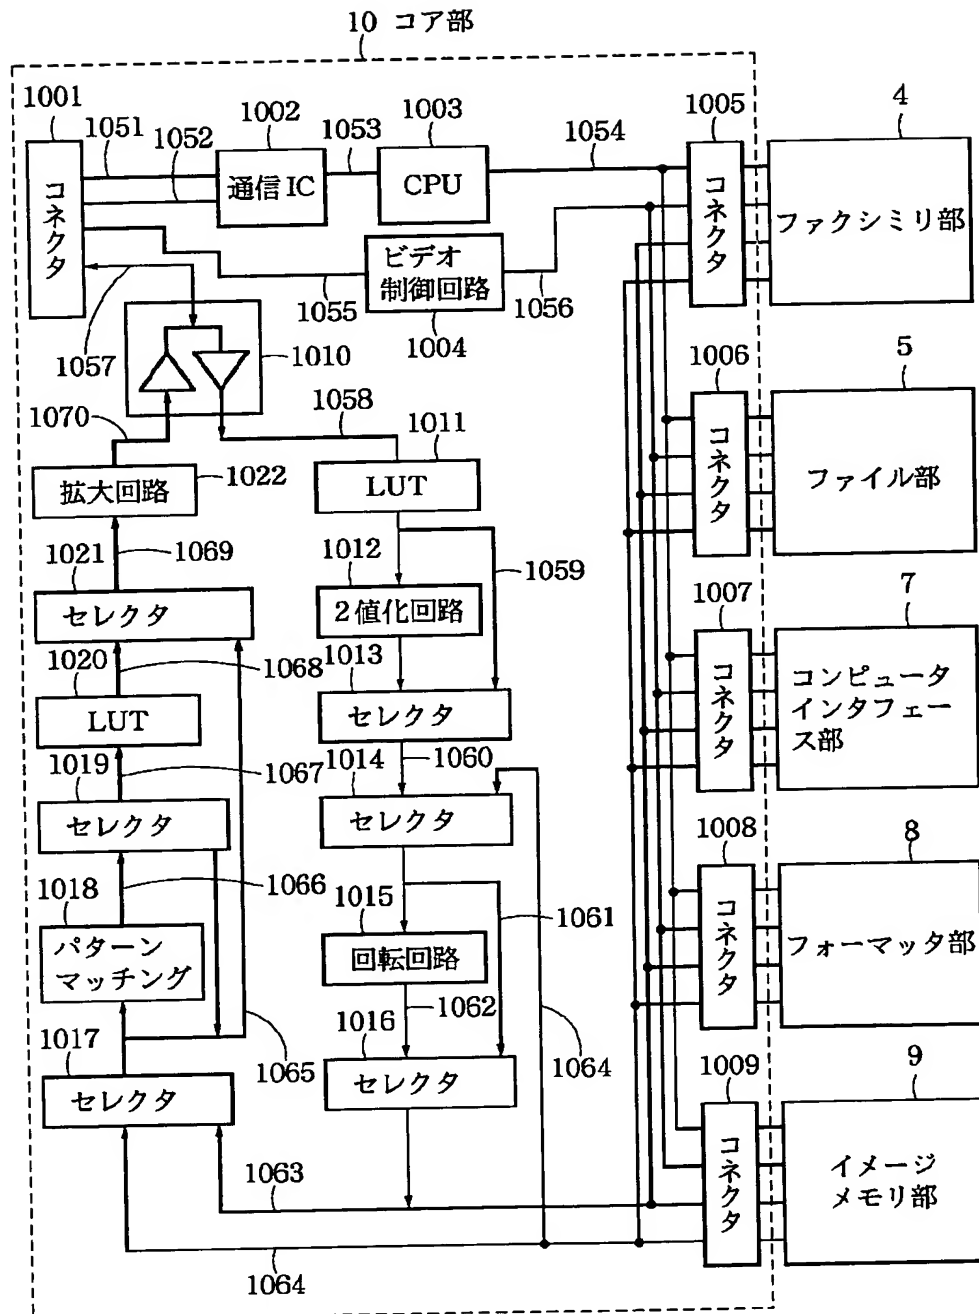 10 コア部
1001
1051
1052
1002
1053
1003
1054
1005
4
コネクタ
通信IC
CPU
コネクタ
ファクシミリ部
ビデオ
制御回路
1055
1056
1004
1057
1010
1006
5
1070
1058
1011
コネクタ
ファイル部
拡大回路
1022
LUT
1021
1069
1012
1059
セレクタ
2値化回路
1007
7
1020
1068
1013
コネクタ
コンピュータ
インタフェー
ス部
LUT
セレクタ
1019
1067
1014
1060
セレクタ
セレクタ
1008
8
1018
1066
1015
1061
コネクタ
フォーマッタ部
パターン
マッチング
回転回路
1017
1065
1016
1062
1064
1009
9
セレクタ
セレクタ
コネクタ
イメージ
メモリ部
1063
1064